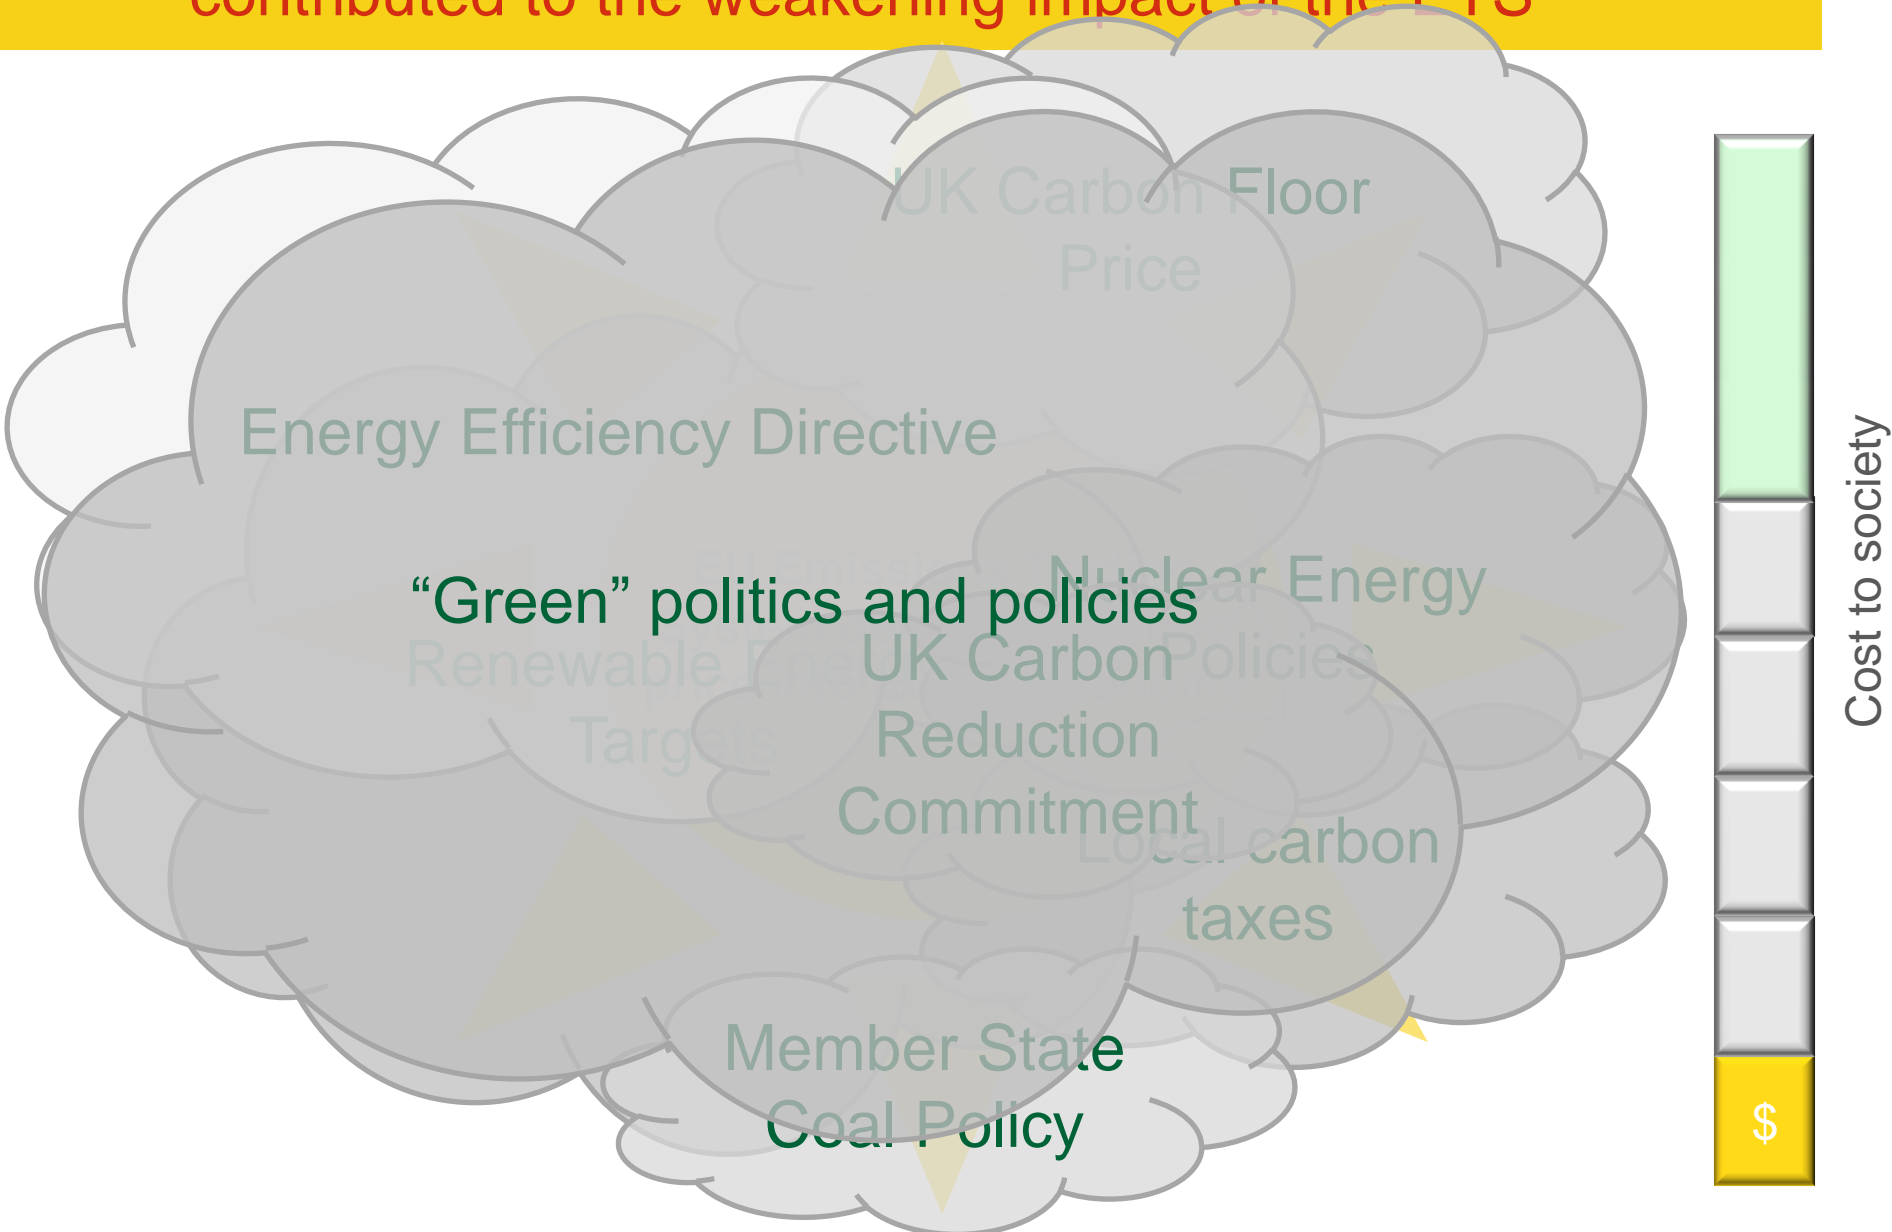 contributed to the weakening impact of the ETS
UK Carbon Floor
Price
Energy Efficiency Directive
“Green” politics and policies
Nuclear Energy
Policies
Renewable Energy
Targets
UK Carbon
Reduction
Commitment
Local carbon
taxes
Member State
Coal Policy
Cost to society
$